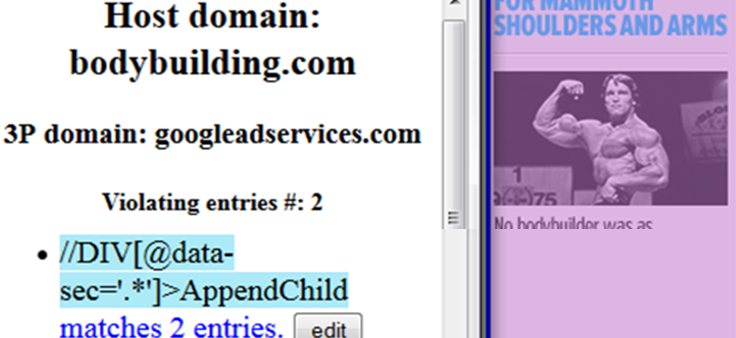 Host domain:
bodybuilding.com
3P domain: googleadservices.com
Violating entries #: 2
//DIV[@data-
sec='.*']>AppendChild
matches 2 entries.
edit
FOR MAMMOTH
SHOULDERS AND ARMS
1
75
No bodybuilder was as